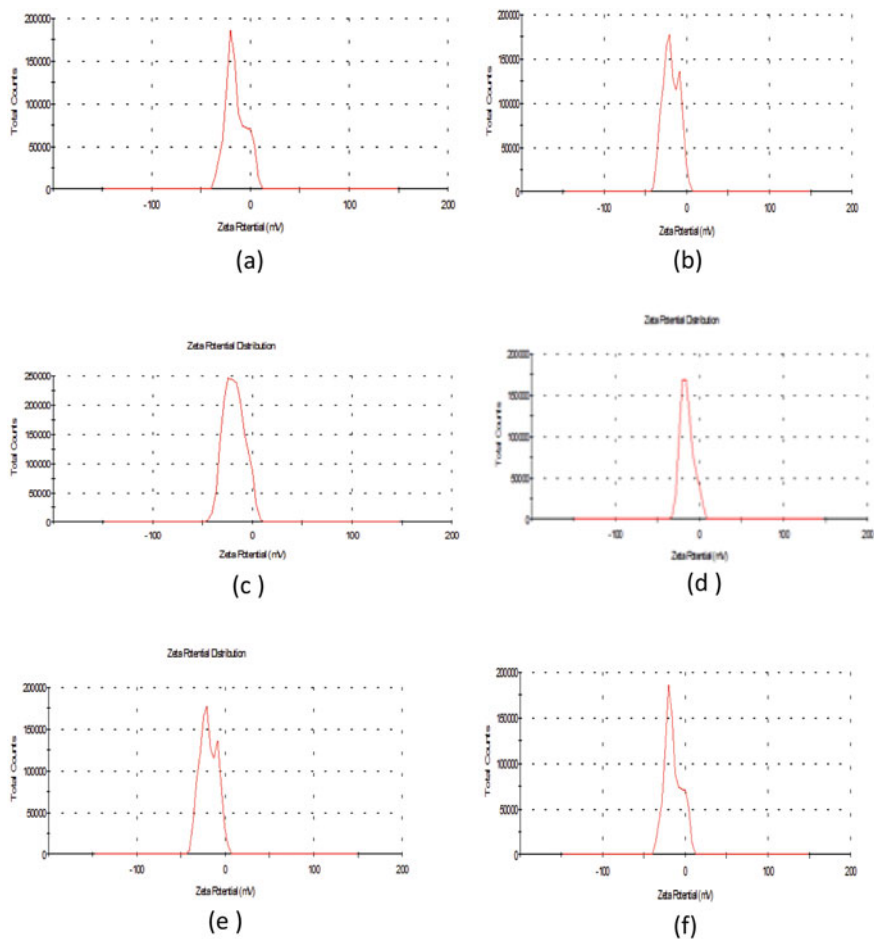 200000
150000
100000
50000
0
-100 0 100 200
Total Counts
Zeta Potential (mV)
(a)
200000
150000
100000
50000
0
-100 0 100 200
Total Counts
Zeta Potential (mV)
(b)
Zeta Potential Distribution
250000
200000
150000
100000
50000
0
-100 0 100 200
Total Counts
Zeta Potential (mV)
(c )
Zeta Potential Distribution
200000
150000
100000
50000
0
-100 0 100 200
Total Counts
Zeta Potential (mV)
(d )
Zeta Potential Distribution
200000
150000
100000
50000
0
-100 0 100 200
Total Counts
Zeta Potential (mV)
(e )
200000
150000
100000
50000
0
-100 0 100 200
Total Counts
Zeta Potential (mV)
(f)